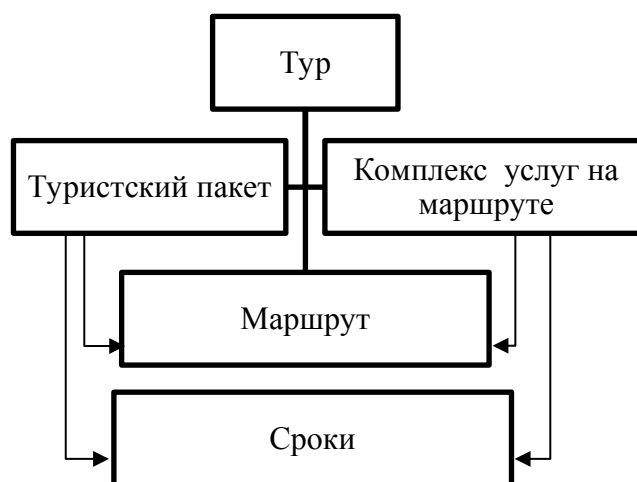 Тур
Туристский пакет
Комплекс услуг на
маршруте
Маршрут
Сроки